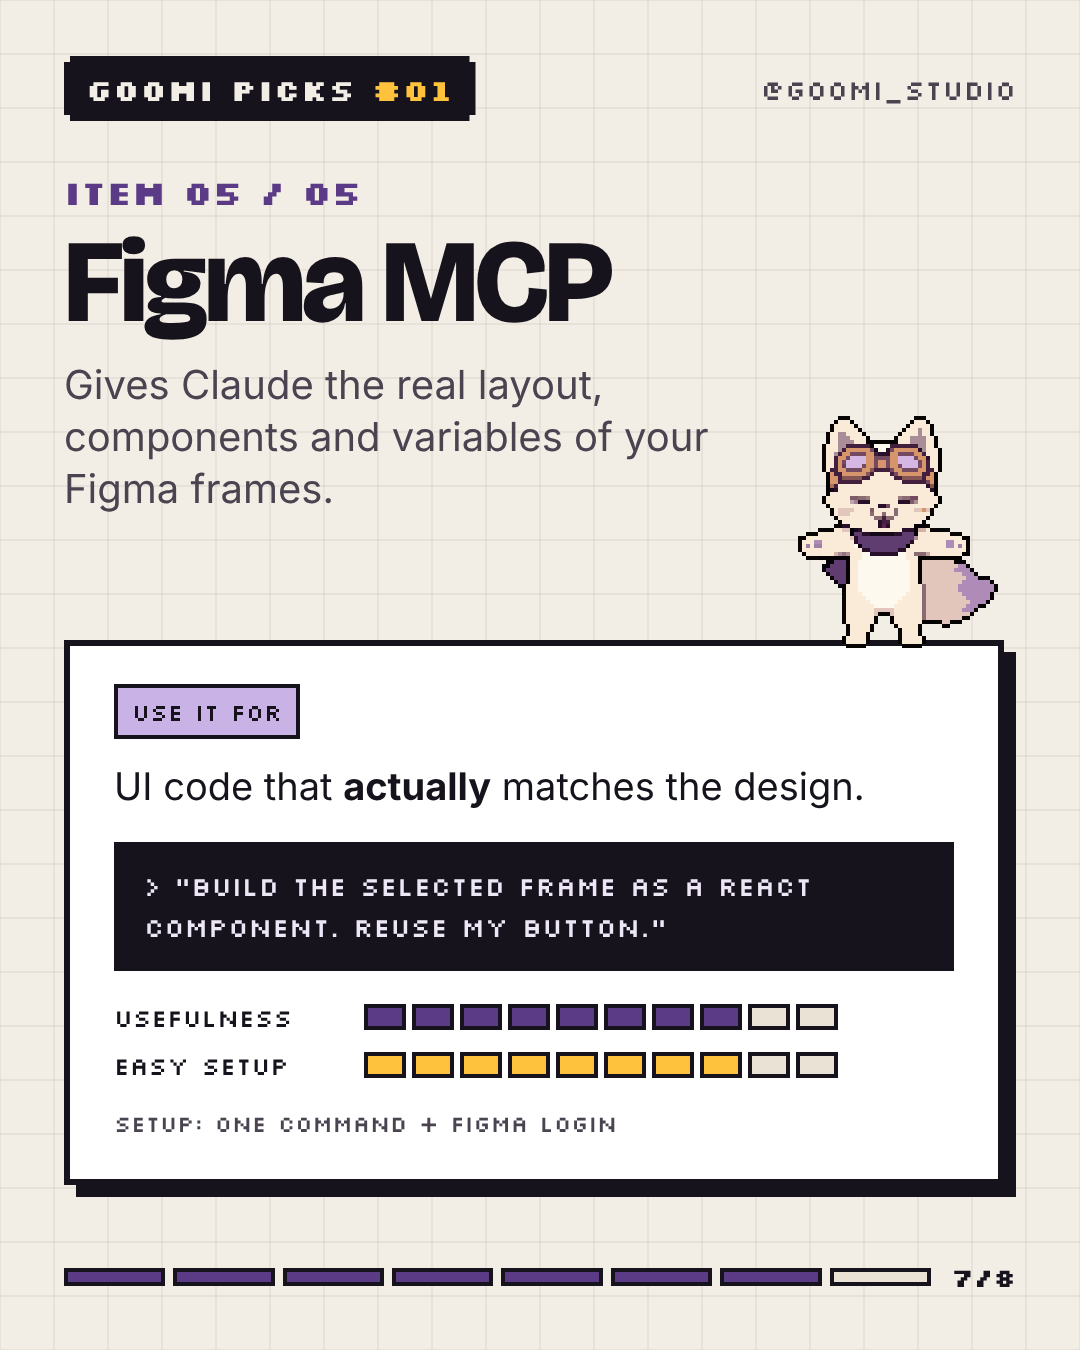 GOOMI PICKS #01
@GOOMI_STUDIO
ITEM 05 / 05
Figma MCP
Gives Claude the real layout,
components and variables of your
Figma frames.
USE IT FOR
UI code that actually matches the design.
> "BUILD THE SELECTED FRAME AS A REACT
COMPONENT. REUSE MY BUTTON."
USEFULNESS
EASY SETUP
SETUP: ONE COMMAND + FIGMA LOGIN
7/8